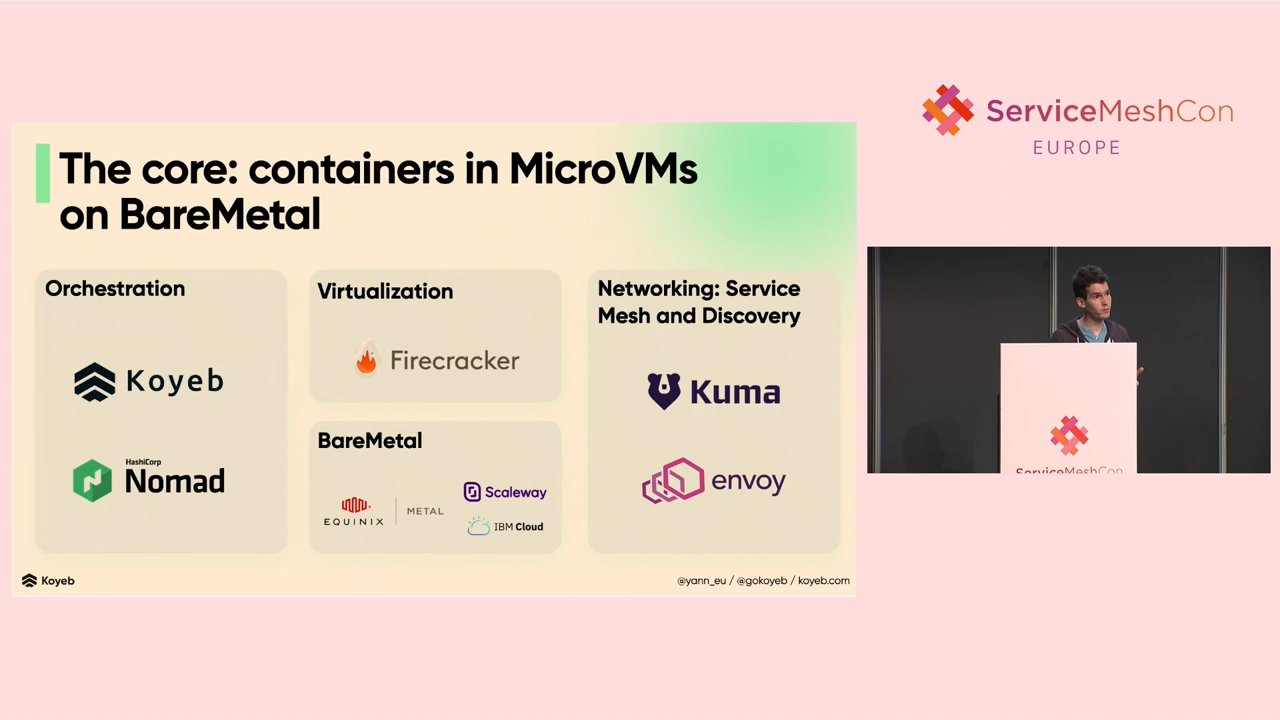 The core: containers in MicroVMs
on BareMetal
Orchestration
Koyeb
HashiCorp
Nomad
Virtualization
Firecracker
BareMetal
EQUINIX | METAL
Scaleway
IBM Cloud
Networking: Service
Mesh and Discovery
Kuma
envoy
Koyeb
@yann_eu / @gokoyeb / koyeb.com
ServiceMeshCon
EUROPE
ServiceMeshCon